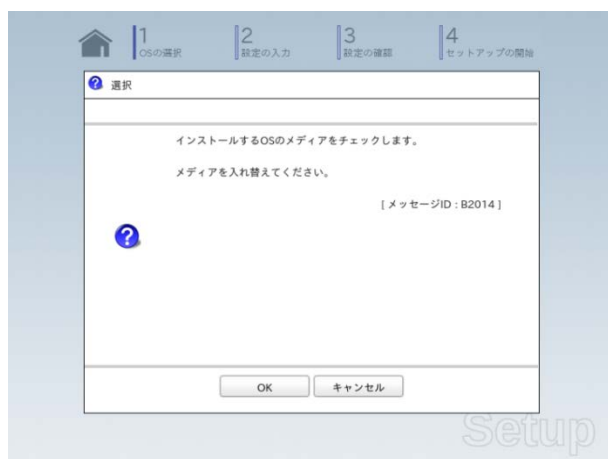 1
OSの選択
2
設定の入力
3
設定の確認
4
セットアップの開始
選択
インストールするOSのメディアをチェックします。
メディアを入れ替えてください。
[ メッセージID : B2014 ]
OK
キャンセル
Setup